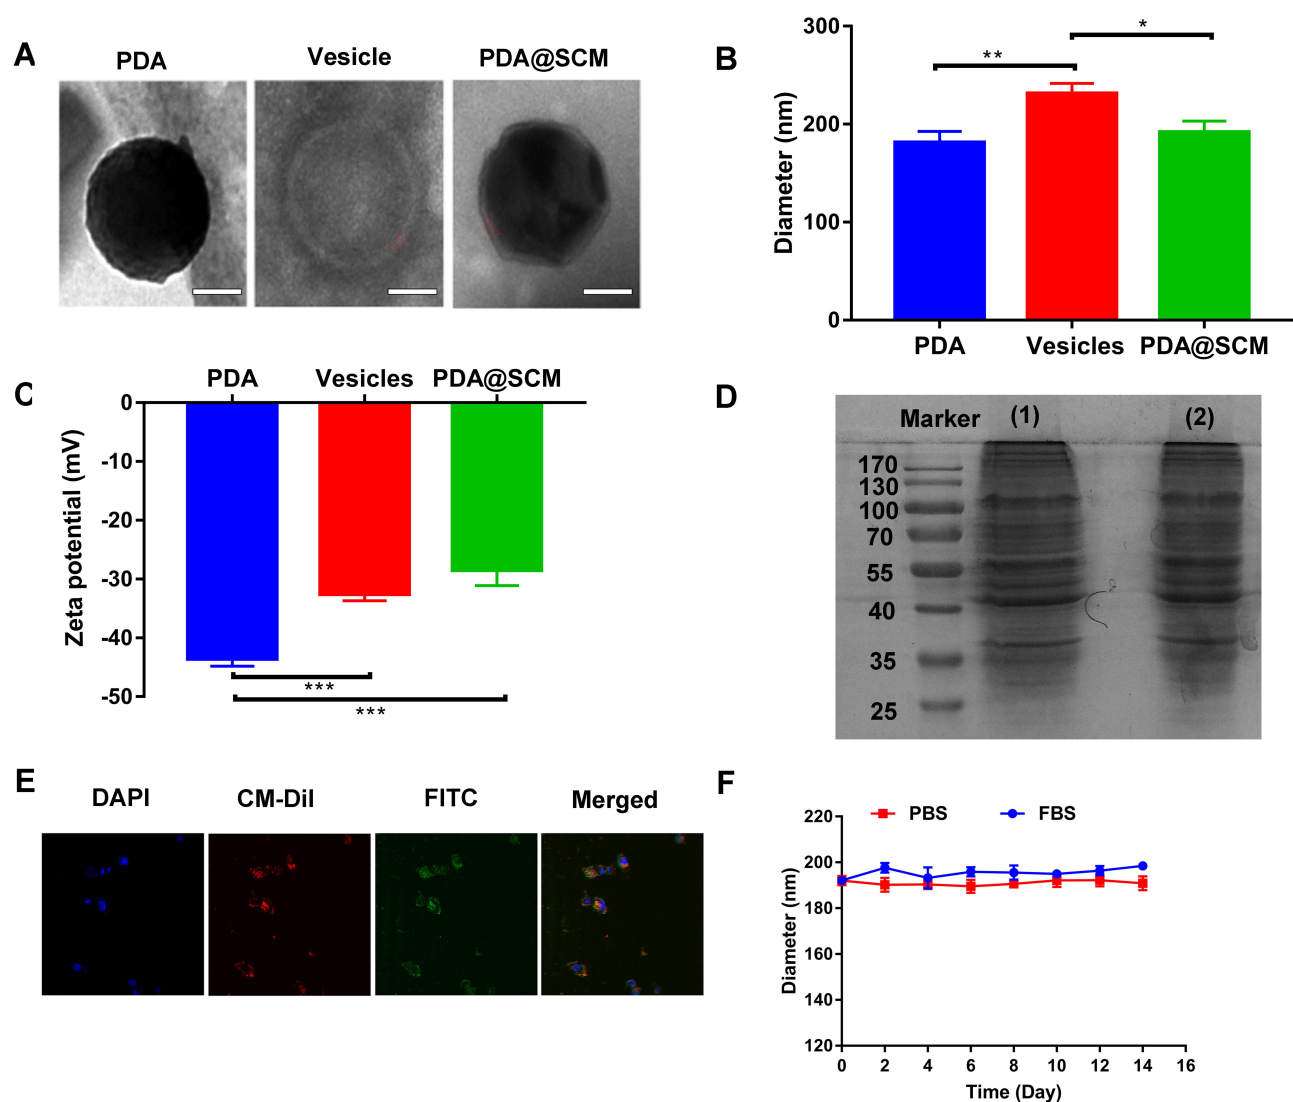 A
PDA
Vesicle
PDA@SCM
B
300
200
100
0
Diameter (nm)
**
*
PDA
Vesicles
PDA@SCM
C
PDA
Vesicles
PDA@SCM
0
-10
-20
-30
-40
-50
Zeta potential (mV)
***
***
D
Marker
(1)
(2)
170
130
100
70
55
40
35
25
E
DAPI
CM-DiI
FITC
Merged
F
PBS
FBS
220
200
180
160
140
120
Diameter (nm)
0 2 4 6 8 10 12 14 16
Time (Day)